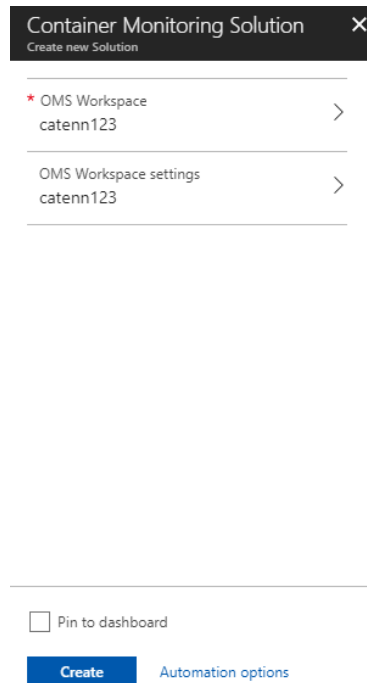 Container Monitoring Solution
Create new Solution
* OMS Workspace
catenn123
OMS Workspace settings
catenn123
Pin to dashboard
Create Automation options